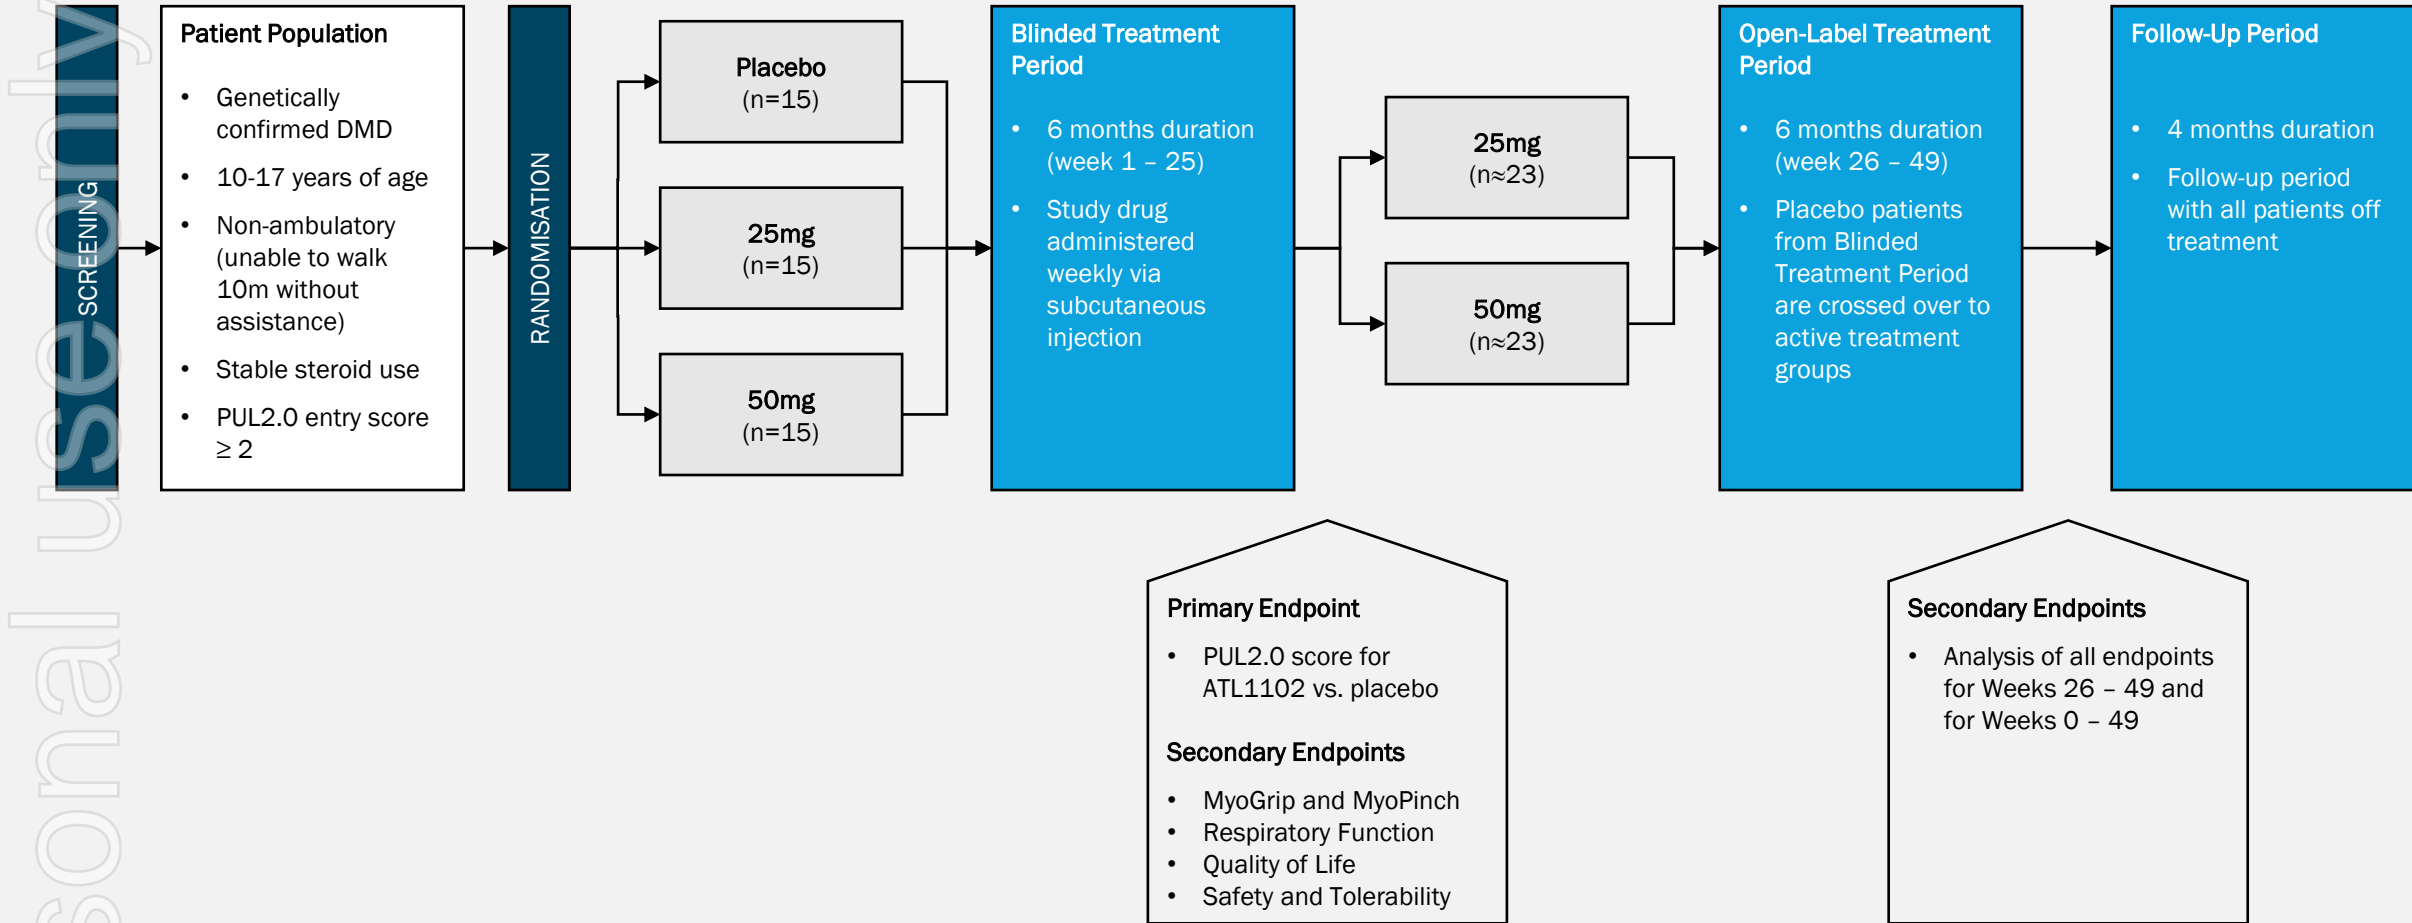 SCREENING
Patient Population
• Genetically
confirmed DMD
• 10-17 years of age
• Non-ambulatory
(unable to walk
10m without
assistance)
• Stable steroid use
• PUL2.0 entry score
≥ 2
RANDOMISATION
Placebo
(n=15)
25mg
(n=15)
50mg
(n=15)
Blinded Treatment
Period
• 6 months duration
(week 1 – 25)
• Study drug
administered
weekly via
subcutaneous
injection
25mg
(n≈23)
50mg
(n≈23)
Open-Label Treatment
Period
• 6 months duration
(week 26 – 49)
• Placebo patients
from Blinded
Treatment Period
are crossed over to
active treatment
groups
Follow-Up Period
• 4 months duration
• Follow-up period
with all patients off
treatment
Primary Endpoint
• PUL2.0 score for
ATL1102 vs. placebo
Secondary Endpoints
• MyoGrip and MyoPinch
• Respiratory Function
• Quality of Life
• Safety and Tolerability
Secondary Endpoints
• Analysis of all endpoints
for Weeks 26 – 49 and
for Weeks 0 – 49
sonal use only